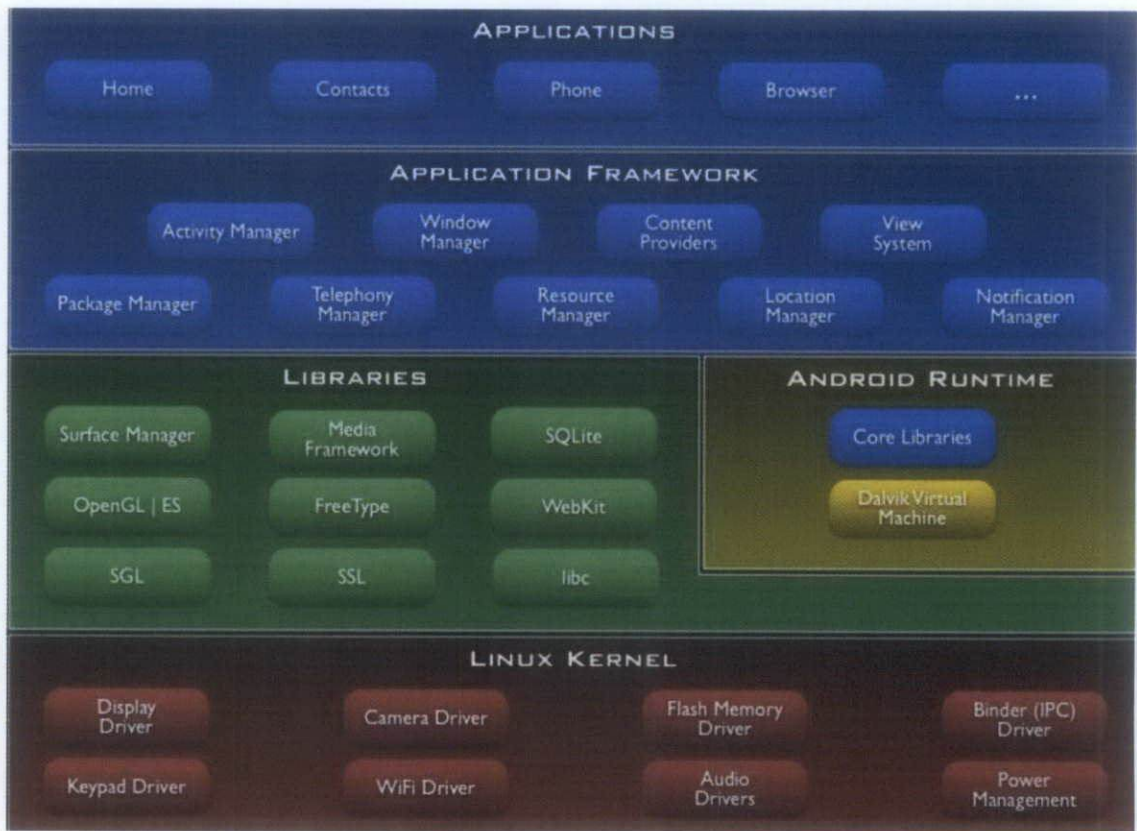 APPLICATIONS
Home
Contacts
Phone
Browser
...
APPLICATION FRAMEWORK
Activity Manager
Window
Manager
Content
Providers
View
System
Package Manager
Telephony
Manager
Resource
Manager
Location
Manager
Notification
Manager
LIBRARIES
Surface Manager
Media
Framework
SQLite
OpenGL | ES
FreeType
WebKit
SGL
SSL
libc
ANDROID RUNTIME
Core Libraries
Dalvik Virtual
Machine
LINUX KERNEL
Display
Driver
Camera Driver
Flash Memory
Driver
Binder (IPC)
Driver
Keypad Driver
WiFi Driver
Audio
Drivers
Power
Management